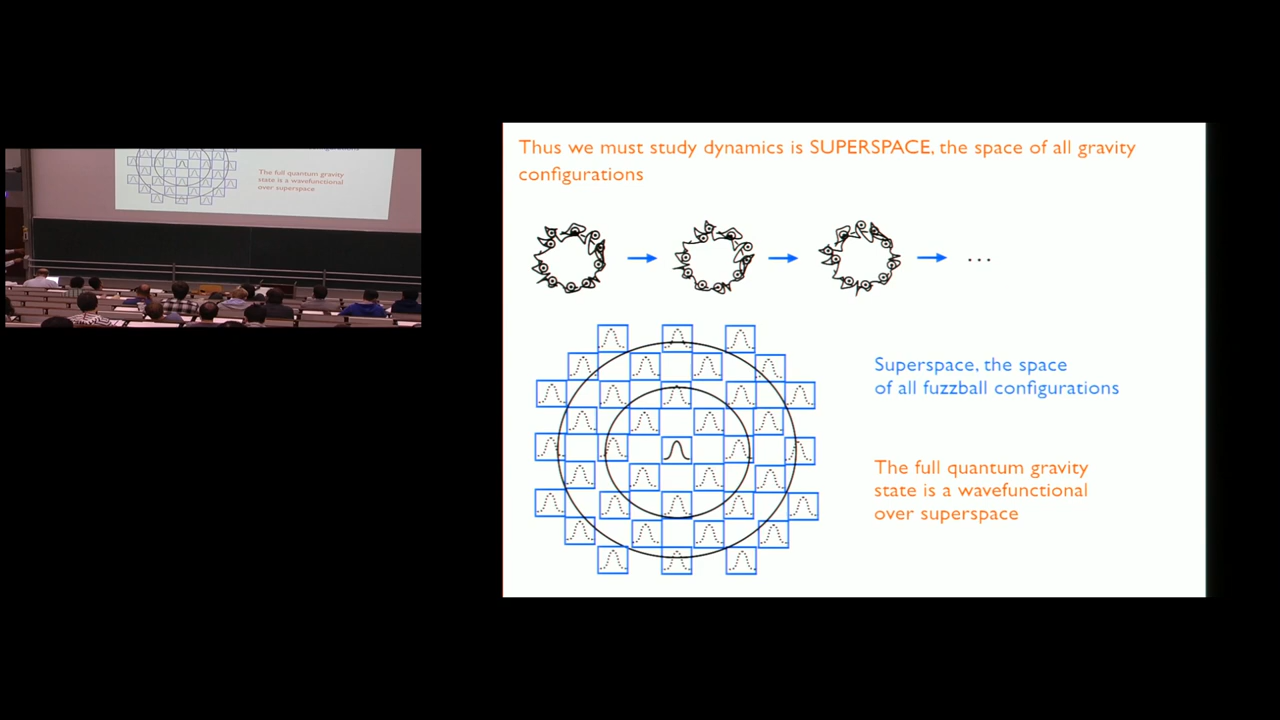 Thus we must study dynamics is SUPERSPACE, the space of all gravity
configurations
. . .
Superspace, the space
of all fuzzball configurations
The full quantum gravity
state is a wavefunctional
over superspace
The full quantum gravity
state is a wavefunctional
over superspace